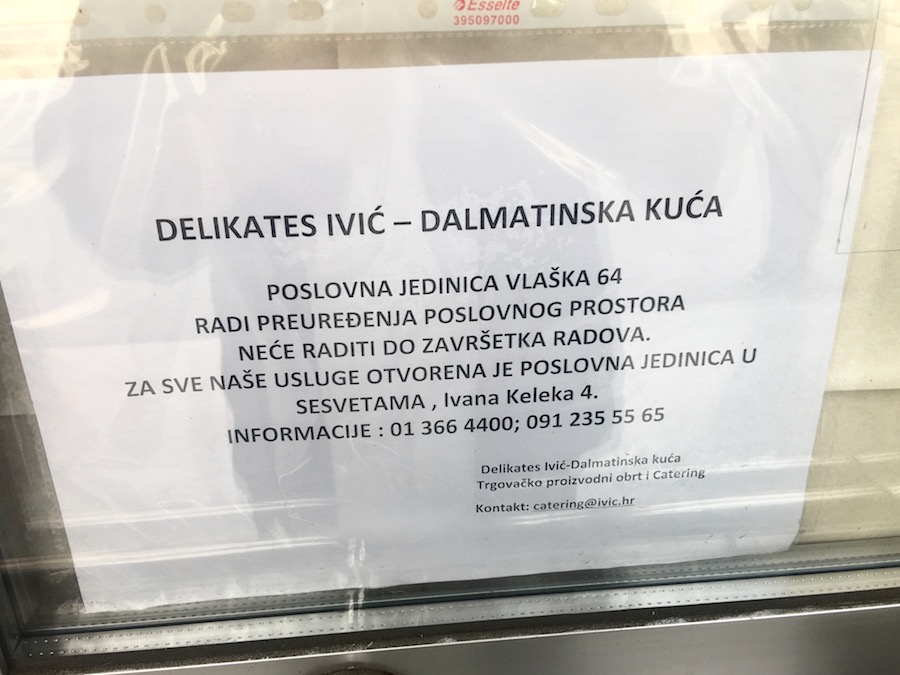 Esselte
395097000
DELIKATES IVIĆ – DALMATINSKA KUĆA
POSLOVNA JEDINICA VLAŠKA 64
RADI PREUREĐENJA POSLOVNOG PROSTORA
NEĆE RADITI DO ZAVRŠETKA RADOVA.
ZA SVE NAŠE USLUGE OTVORENA JE POSLOVNA JEDINICA U
SESVETAMA , Ivana Keleka 4.
INFORMACIJE : 01 366 4400; 091 235 55 65
Delikates Ivić-Dalmatinska kuća
Trgovačko proizvodni obrt i Catering
Kontakt: catering@ivic.hr